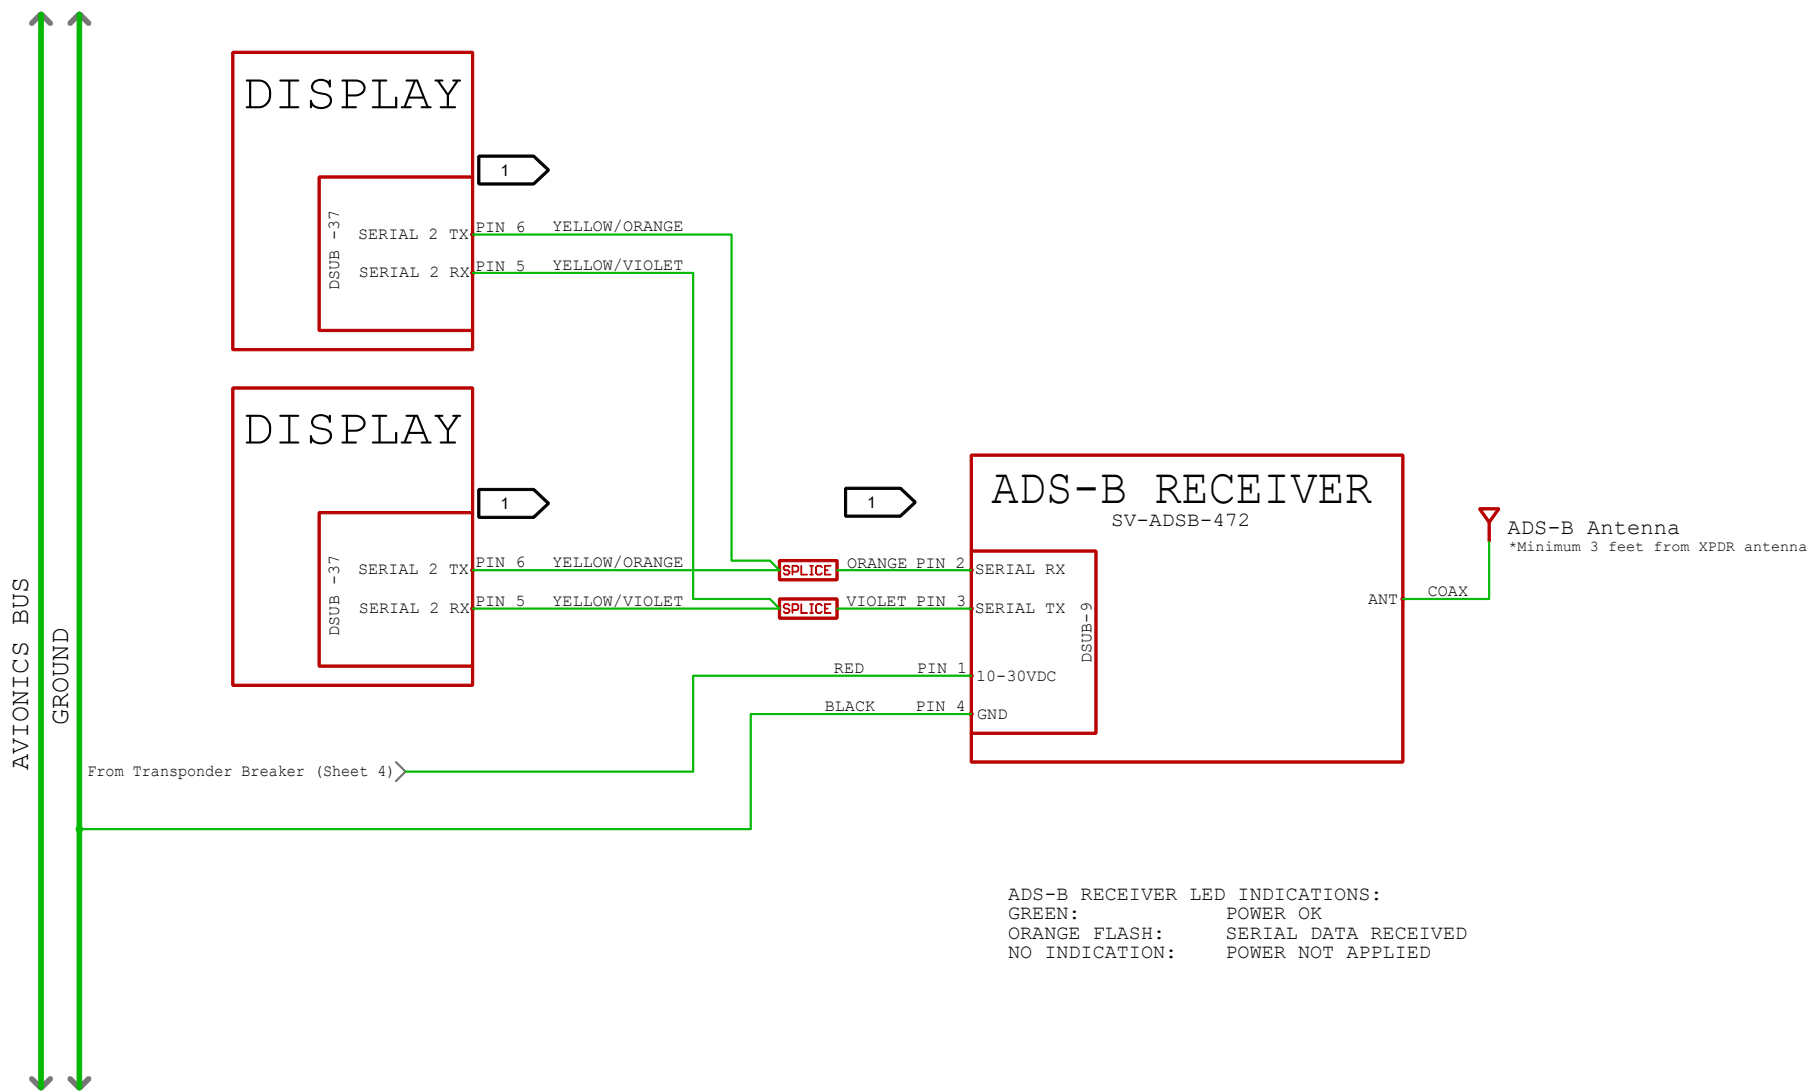 DISPLAY
1
DSUB -37
SERIAL 2 TX PIN 6 YELLOW/ORANGE
SERIAL 2 RX PIN 5 YELLOW/VIOLET
DISPLAY
1
DSUB -37
SERIAL 2 TX PIN 6 YELLOW/ORANGE
SERIAL 2 RX PIN 5 YELLOW/VIOLET
1
SPLICE ORANGE PIN 2 SERIAL RX
SPLICE VIOLET PIN 3 SERIAL TX
RED PIN 1 10-30VDC
BLACK PIN 4 GND
DSUB-9
ADS-B RECEIVER
SV-ADSB-472
ANT COAX
ADS-B Antenna
*Minimum 3 feet from XPDR antenna
AVIONICS BUS
GROUND
From Transponder Breaker (Sheet 4)
ADS-B RECEIVER LED INDICATIONS:
GREEN: POWER OK
ORANGE FLASH: SERIAL DATA RECEIVED
NO INDICATION: POWER NOT APPLIED